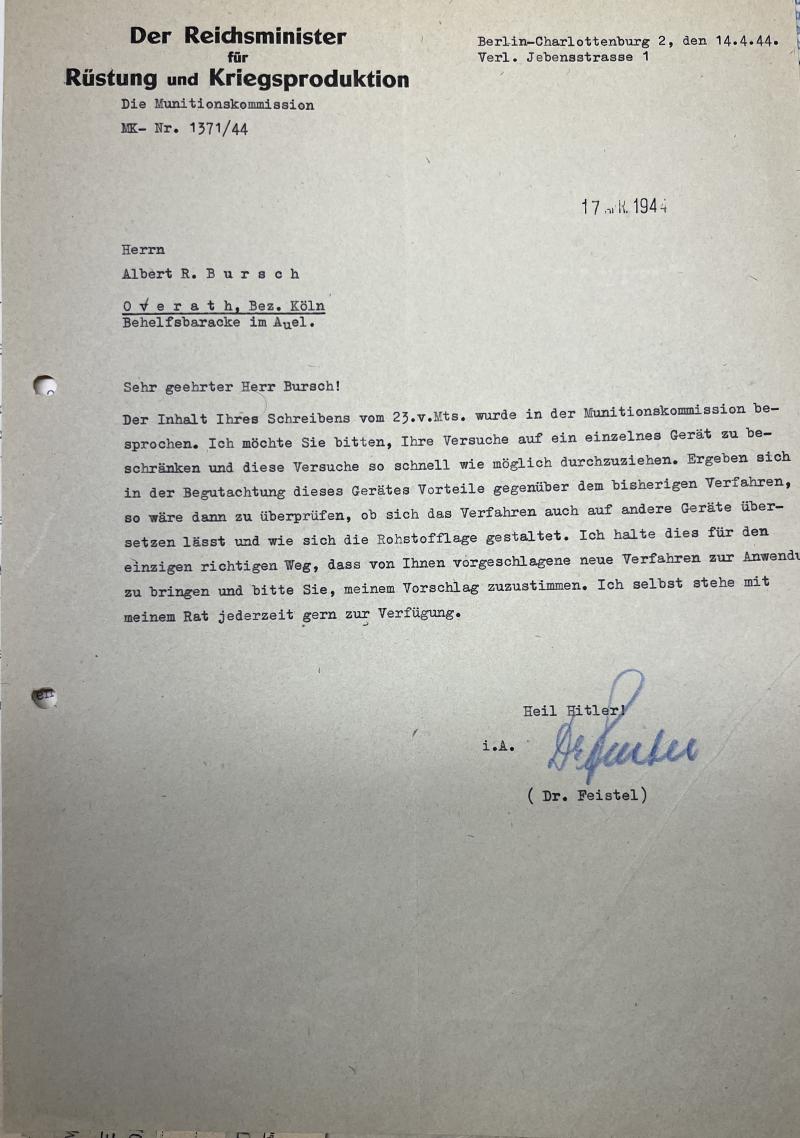 Der Reichsminister
für
Rüstung und Kriegsproduktion
Die Munitionskommission
MK- Nr. 1371/44
Berlin-Charlottenburg 2, den 14.4.44.
Verl. Jebensstrasse 1
17 1944
Herrn
Albert R. B u r s c h
O v e r a t h, Bez. Köln
Behelfsbaracke im Auel.
Sehr geehrter Herr Bursch!
Der Inhalt Ihres Schreibens vom 23.v.Mts. wurde in der Munitionskommission be-
sprochen. Ich möchte Sie bitten, Ihre Versuche auf ein einzelnes Gerät zu be-
schränken und diese Versuche so schnell wie möglich durchzuziehen. Ergeben sich
in der Begutachtung dieses Gerätes Vorteile gegenüber dem bisherigen Verfahren,
so wäre dann zu überprüfen, ob sich das Verfahren auch auf andere Geräte über-
setzen lässt und wie sich die Rohstofflage gestaltet. Ich halte dies für den
einzigen richtigen Weg, dass von Ihnen vorgeschlagene neue Verfahren zur Anwendu
zu bringen und bitte Sie, meinem Vorschlag zuzustimmen. Ich selbst stehe mit
meinem Rat jederzeit gern zur Verfügung.
Heil Hitler!
i.A.
( Dr. Feistel)